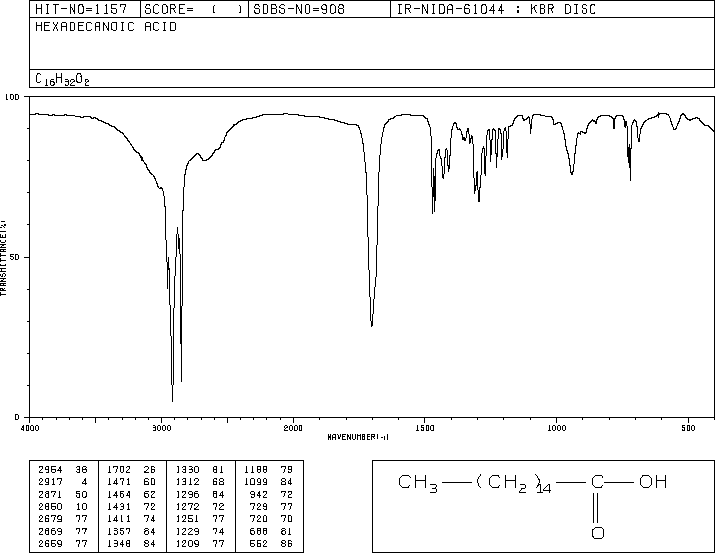 HIT-NO=1157 SCORE= ( ) SDBS-NO=908 IR-NIDA-61044 : KBR DISC
HEXADECANOIC ACID
C16H32O2
100
TRANSMITTANCE(%)
50
0
4000 3000 2000 1500 1000 500
WAVENUMBER(-1)
2954 36 1702 26 1330 81 1188 79
2917 4 1471 60 1312 68 1099 84
2871 50 1464 62 1296 64 942 72
2850 10 1431 72 1272 72 729 77
2679 77 1411 74 1251 77 720 70
2669 77 1357 84 1229 74 688 81
2659 77 1348 84 1209 77 552 86
CH3 (CH2)14 C OH
O